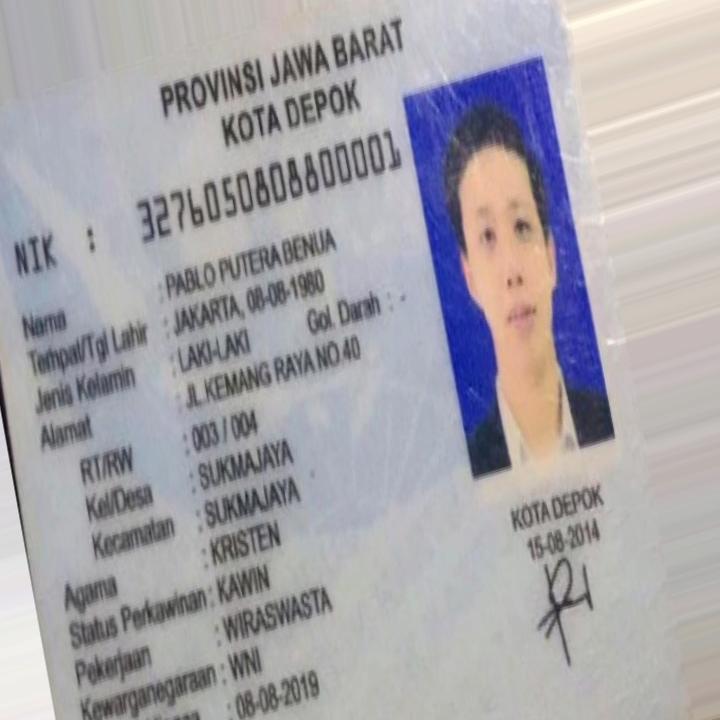 PROVINSI JAWA BARAT
KOTA DEPOK
NIK : 3276050808800001
Nama : PABLO PUTERA BENUA
Tempat/Tgl Lahir : JAKARTA, 08-08-1980
Jenis Kelamin : LAKI-LAKI Gol. Darah : -
Alamat : JL KEMANG RAYA NO.40
RT/RW : 003 / 004
Kel/Desa : SUKMAJAYA
Kecamatan : SUKMAJAYA
Agama : KRISTEN
Status Perkawinan : KAWIN
Pekerjaan : WIRASWASTA
Kewarganegaraan : WNI
: 08-08-2019
KOTA DEPOK
15-08-2014